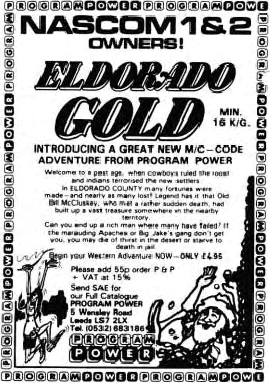 PROGRAM POWER PROGRAM POWER PROGRAM POWE
NASCOM 1 & 2
OWNERS!
ELDORADO
GOLD
MIN.
16 K/G.
INTRODUCING A GREAT NEW M/C-CODE
ADVENTURE FROM PROGRAM POWER
Welcome to a past age, when cowboys ruled the roost
and Indians terrorised the new settlers
In ELDORADO COUNTY many fortunes were
made - and nearly as many lost! Legend has it that Old
Bill McCluskey, who met a rather sudden death, had
built up a vast treasure somewhere in the nearby
territory.
Can you end up a rich man where many have failed? If
the marauding Apaches or Big Jake's gang don't get
you, you may die of thirst in the desert or starve to
death in jail
Begin your Western Adventure NOW - ONLY £4.95
Please add 55p order P & P
+ VAT at 15%
Send SAE for
our Full Catalogue
PROGRAM POWER
5 Wensley Road
Leeds LS7 2LX
Tel. (0532) 683186
PROGRAM
POWER